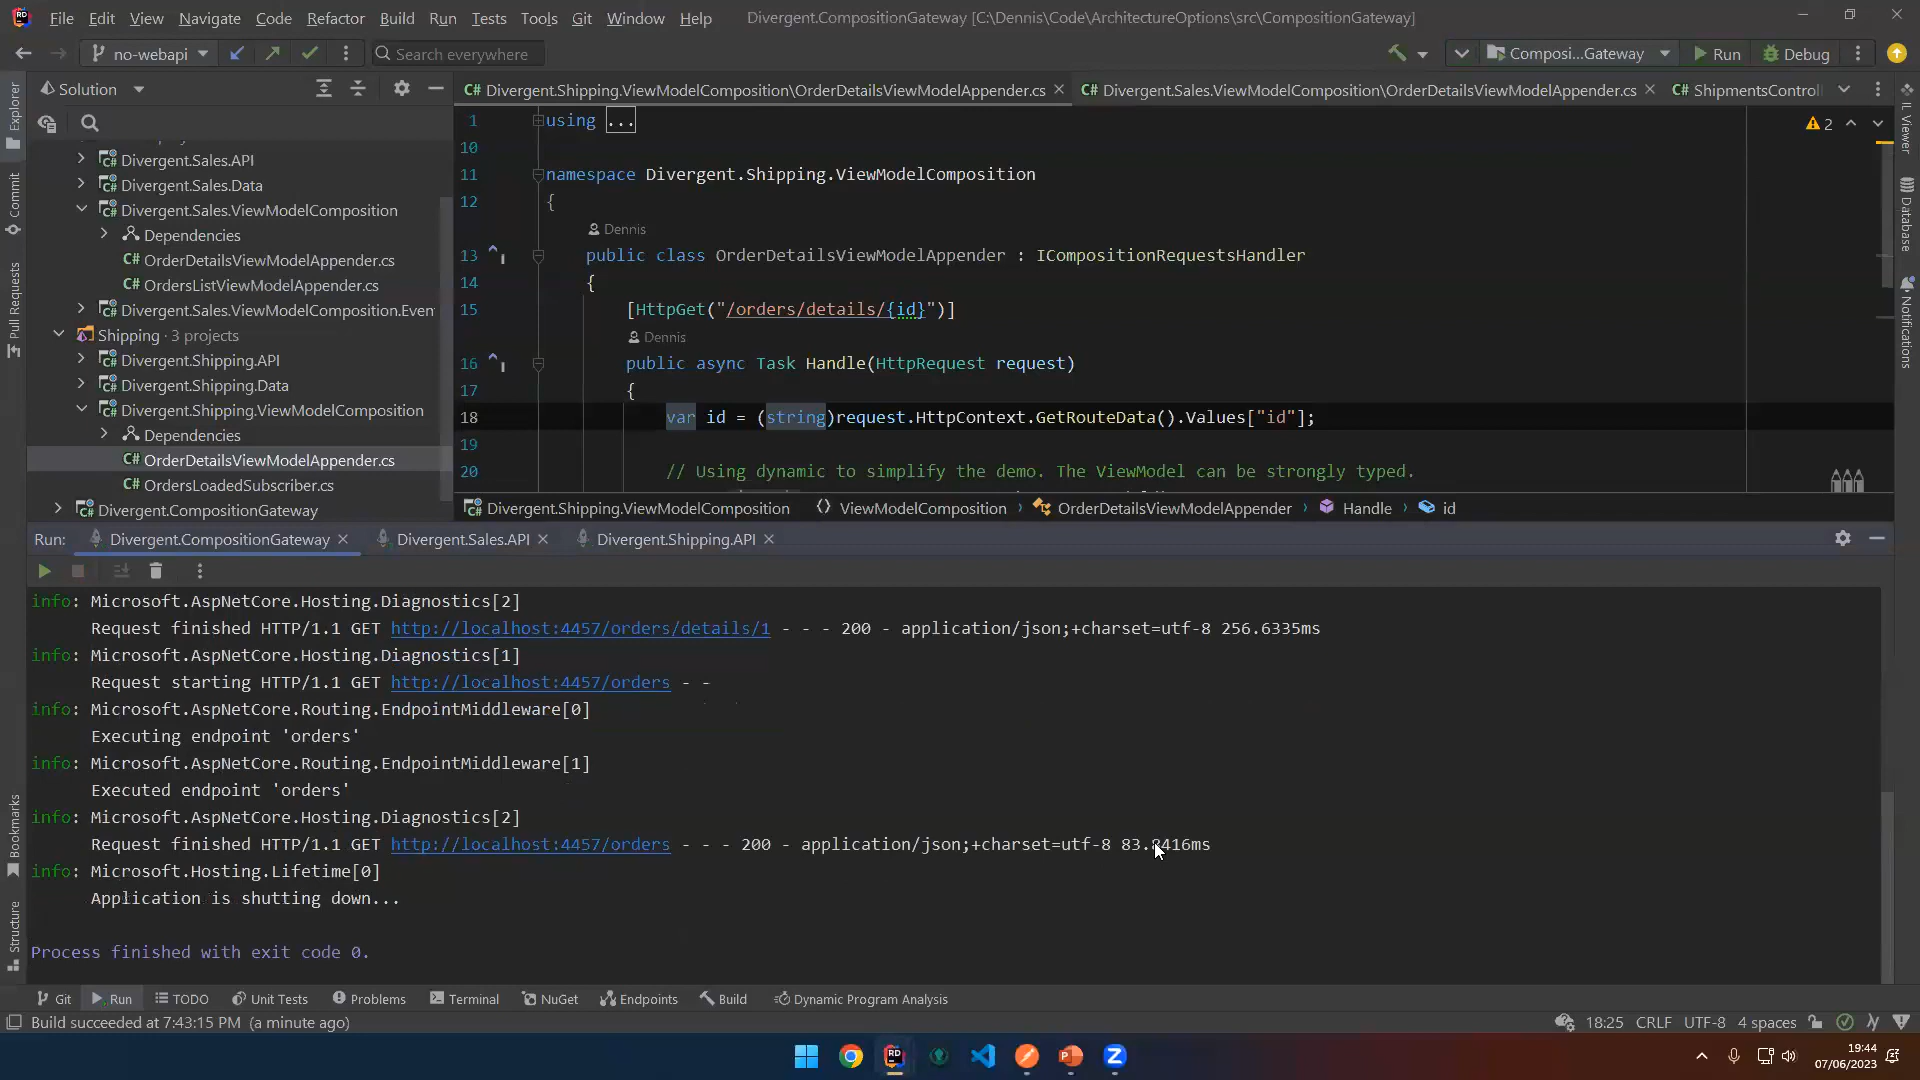 File Edit View Navigate Code Refactor Build Run Tests Tools Git Window Help Divergent.CompositionGateway [C:\Dennis\Code\ArchitectureOptions\src\CompositionGateway]
no-webapi Search everywhere Composi...Gateway Run Debug
Solution
C# Divergent.Shipping.ViewModelComposition\OrderDetailsViewModelAppender.cs C# Divergent.Sales.ViewModelComposition\OrderDetailsViewModelAppender.cs C# ShipmentsControl
Explorer
Commit
Pull Requests
Bookmarks
Structure
Divergent.Sales.API
Divergent.Sales.Data
Divergent.Sales.ViewModelComposition
Dependencies
C# OrderDetailsViewModelAppender.cs
C# OrdersListViewModelAppender.cs
Divergent.Sales.ViewModelComposition.Even
Shipping · 3 projects
Divergent.Shipping.API
Divergent.Shipping.Data
Divergent.Shipping.ViewModelComposition
Dependencies
C# OrderDetailsViewModelAppender.cs
C# OrdersLoadedSubscriber.cs
Divergent.CompositionGateway
1 using ...
10
11 namespace Divergent.Shipping.ViewModelComposition
12 {
Dennis
13 public class OrderDetailsViewModelAppender : ICompositionRequestsHandler
14 {
15 [HttpGet("/orders/details/{id}")]
Dennis
16 public async Task Handle(HttpRequest request)
17 {
18 var id = (string)request.HttpContext.GetRouteData().Values["id"];
19
20 // Using dynamic to simplify the demo. The ViewModel can be strongly typed.
2
IL Viewer
Database
Notifications
Divergent.Shipping.ViewModelComposition ViewModelComposition OrderDetailsViewModelAppender Handle id
Run: Divergent.CompositionGateway Divergent.Sales.API Divergent.Shipping.API
info: Microsoft.AspNetCore.Hosting.Diagnostics[2]
Request finished HTTP/1.1 GET http://localhost:4457/orders/details/1 - - - 200 - application/json;+charset=utf-8 256.6335ms
info: Microsoft.AspNetCore.Hosting.Diagnostics[1]
Request starting HTTP/1.1 GET http://localhost:4457/orders - -
info: Microsoft.AspNetCore.Routing.EndpointMiddleware[0]
Executing endpoint 'orders'
info: Microsoft.AspNetCore.Routing.EndpointMiddleware[1]
Executed endpoint 'orders'
info: Microsoft.AspNetCore.Hosting.Diagnostics[2]
Request finished HTTP/1.1 GET http://localhost:4457/orders - - - 200 - application/json;+charset=utf-8 83.8416ms
info: Microsoft.Hosting.Lifetime[0]
Application is shutting down...
Process finished with exit code 0.
Git Run TODO Unit Tests Problems Terminal NuGet Endpoints Build Dynamic Program Analysis
Build succeeded at 7:43:15 PM (a minute ago) 18:25 CRLF UTF-8 4 spaces
19:44
07/06/2023